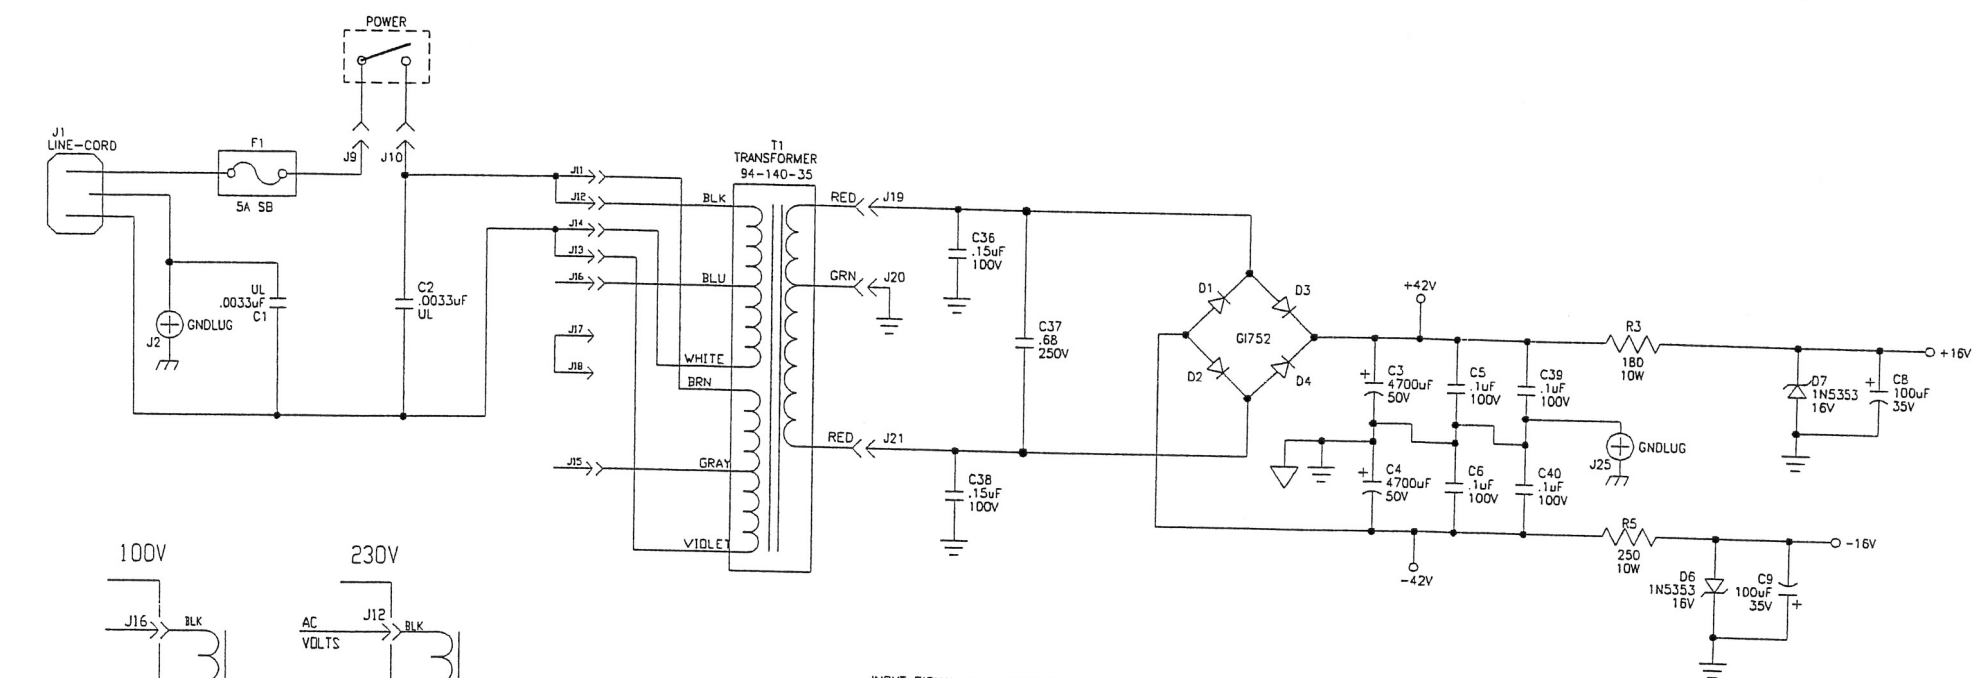 POWER
J1
LINE-CORD
F1
5A SB
J9
J10
J2
GNDLUG
UL
.0033uF
C1
C2
.0033uF
UL
J11
J12
J14
J13
J16
J17
J18
J15
T1
TRANSFORMER
94-140-35
BLK
BLU
WHITE
BRN
GRAY
VIOLET
RED
J19
GRN
J20
RED
J21
C36
.15uF
100V
C37
.68
250V
C38
.15uF
100V
D1
D3
GI752
D2
D4
+42V
C3
4700uF
50V
C5
.1uF
100V
C39
.1uF
100V
C4
4700uF
50V
C6
.1uF
100V
C40
.1uF
100V
-42V
J25
GNDLUG
R3
180
10W
D7
1N5353
16V
C8
100uF
35V
+16V
R5
250
10W
D6
1N5353
16V
C9
100uF
35V
-16V
100V
J16
BLK
230V
AC
VOLTS
J12
BLK